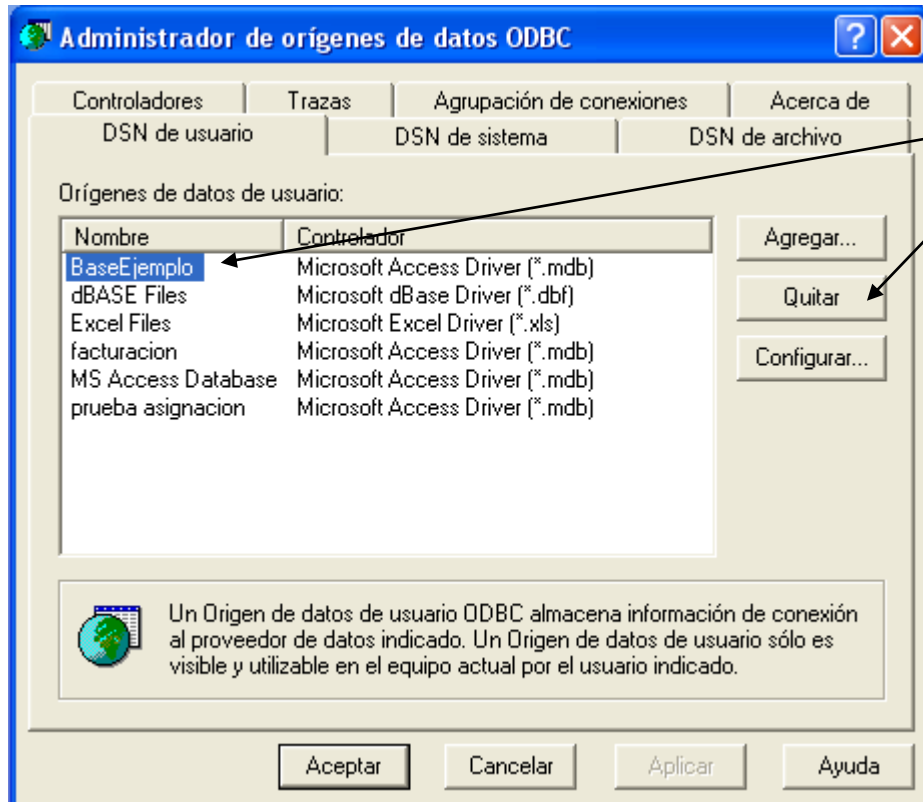 Administrador de orígenes de datos ODBC
Controladores Trazas Agrupación de conexiones Acerca de
DSN de usuario DSN de sistema DSN de archivo
Orígenes de datos de usuario:
Nombre Controlador
BaseEjemplo Microsoft Access Driver (*.mdb)
dBASE Files Microsoft dBase Driver (*.dbf)
Excel Files Microsoft Excel Driver (*.xls)
facturacion Microsoft Access Driver (*.mdb)
MS Access Database Microsoft Access Driver (*.mdb)
prueba asignacion Microsoft Access Driver (*.mdb)
Agregar...
Quitar
Configurar...
Un Origen de datos de usuario ODBC almacena información de conexión
al proveedor de datos indicado. Un Origen de datos de usuario sólo es
visible y utilizable en el equipo actual por el usuario indicado.
Aceptar Cancelar Aplicar Ayuda